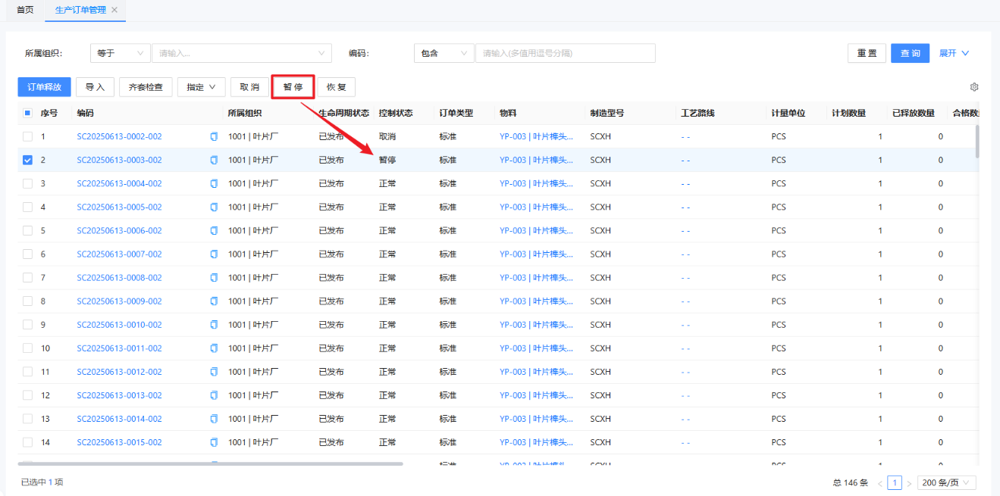 首页 生产订单管理
所属组织: 等于 请输入... 编码: 包含 请输入(多值用逗号分隔) 重 置 查 询 展开
订单释放 导 入 齐套检查 指定 取 消 暂 停 恢 复
序号 编码 所属组织 生命周期状态 控制状态 订单类型 物料 制造型号 工艺路线 计量单位 计划数量 已释放数量 合格数
1 SC20250613-0002-002 1001 | 叶片厂 已发布 取消 标准 YP-003 | 叶片榫头... SCXH - - PCS 1 0
2 SC20250613-0003-002 1001 | 叶片厂 已发布 暂停 标准 YP-003 | 叶片榫头... SCXH - - PCS 1 0
3 SC20250613-0004-002 1001 | 叶片厂 已发布 正常 标准 YP-003 | 叶片榫头... SCXH - - PCS 1 0
4 SC20250613-0005-002 1001 | 叶片厂 已发布 正常 标准 YP-003 | 叶片榫头... SCXH - - PCS 1 0
5 SC20250613-0006-002 1001 | 叶片厂 已发布 正常 标准 YP-003 | 叶片榫头... SCXH - - PCS 1 0
6 SC20250613-0007-002 1001 | 叶片厂 已发布 正常 标准 YP-003 | 叶片榫头... SCXH - - PCS 1 0
7 SC20250613-0008-002 1001 | 叶片厂 已发布 正常 标准 YP-003 | 叶片榫头... SCXH - - PCS 1 0
8 SC20250613-0009-002 1001 | 叶片厂 已发布 正常 标准 YP-003 | 叶片榫头... SCXH - - PCS 1 0
9 SC20250613-0010-002 1001 | 叶片厂 已发布 正常 标准 YP-003 | 叶片榫头... SCXH - - PCS 1 0
10 SC20250613-0011-002 1001 | 叶片厂 已发布 正常 标准 YP-003 | 叶片榫头... SCXH - - PCS 1 0
11 SC20250613-0012-002 1001 | 叶片厂 已发布 正常 标准 YP-003 | 叶片榫头... SCXH - - PCS 1 0
12 SC20250613-0013-002 1001 | 叶片厂 已发布 正常 标准 YP-003 | 叶片榫头... SCXH - - PCS 1 0
13 SC20250613-0014-002 1001 | 叶片厂 已发布 正常 标准 YP-003 | 叶片榫头... SCXH - - PCS 1 0
14 SC20250613-0015-002 1001 | 叶片厂 已发布 正常 标准 YP-003 | 叶片榫头... SCXH - - PCS 1 0
已选中 1 项 总 146 条 < 1 > 200 条/页